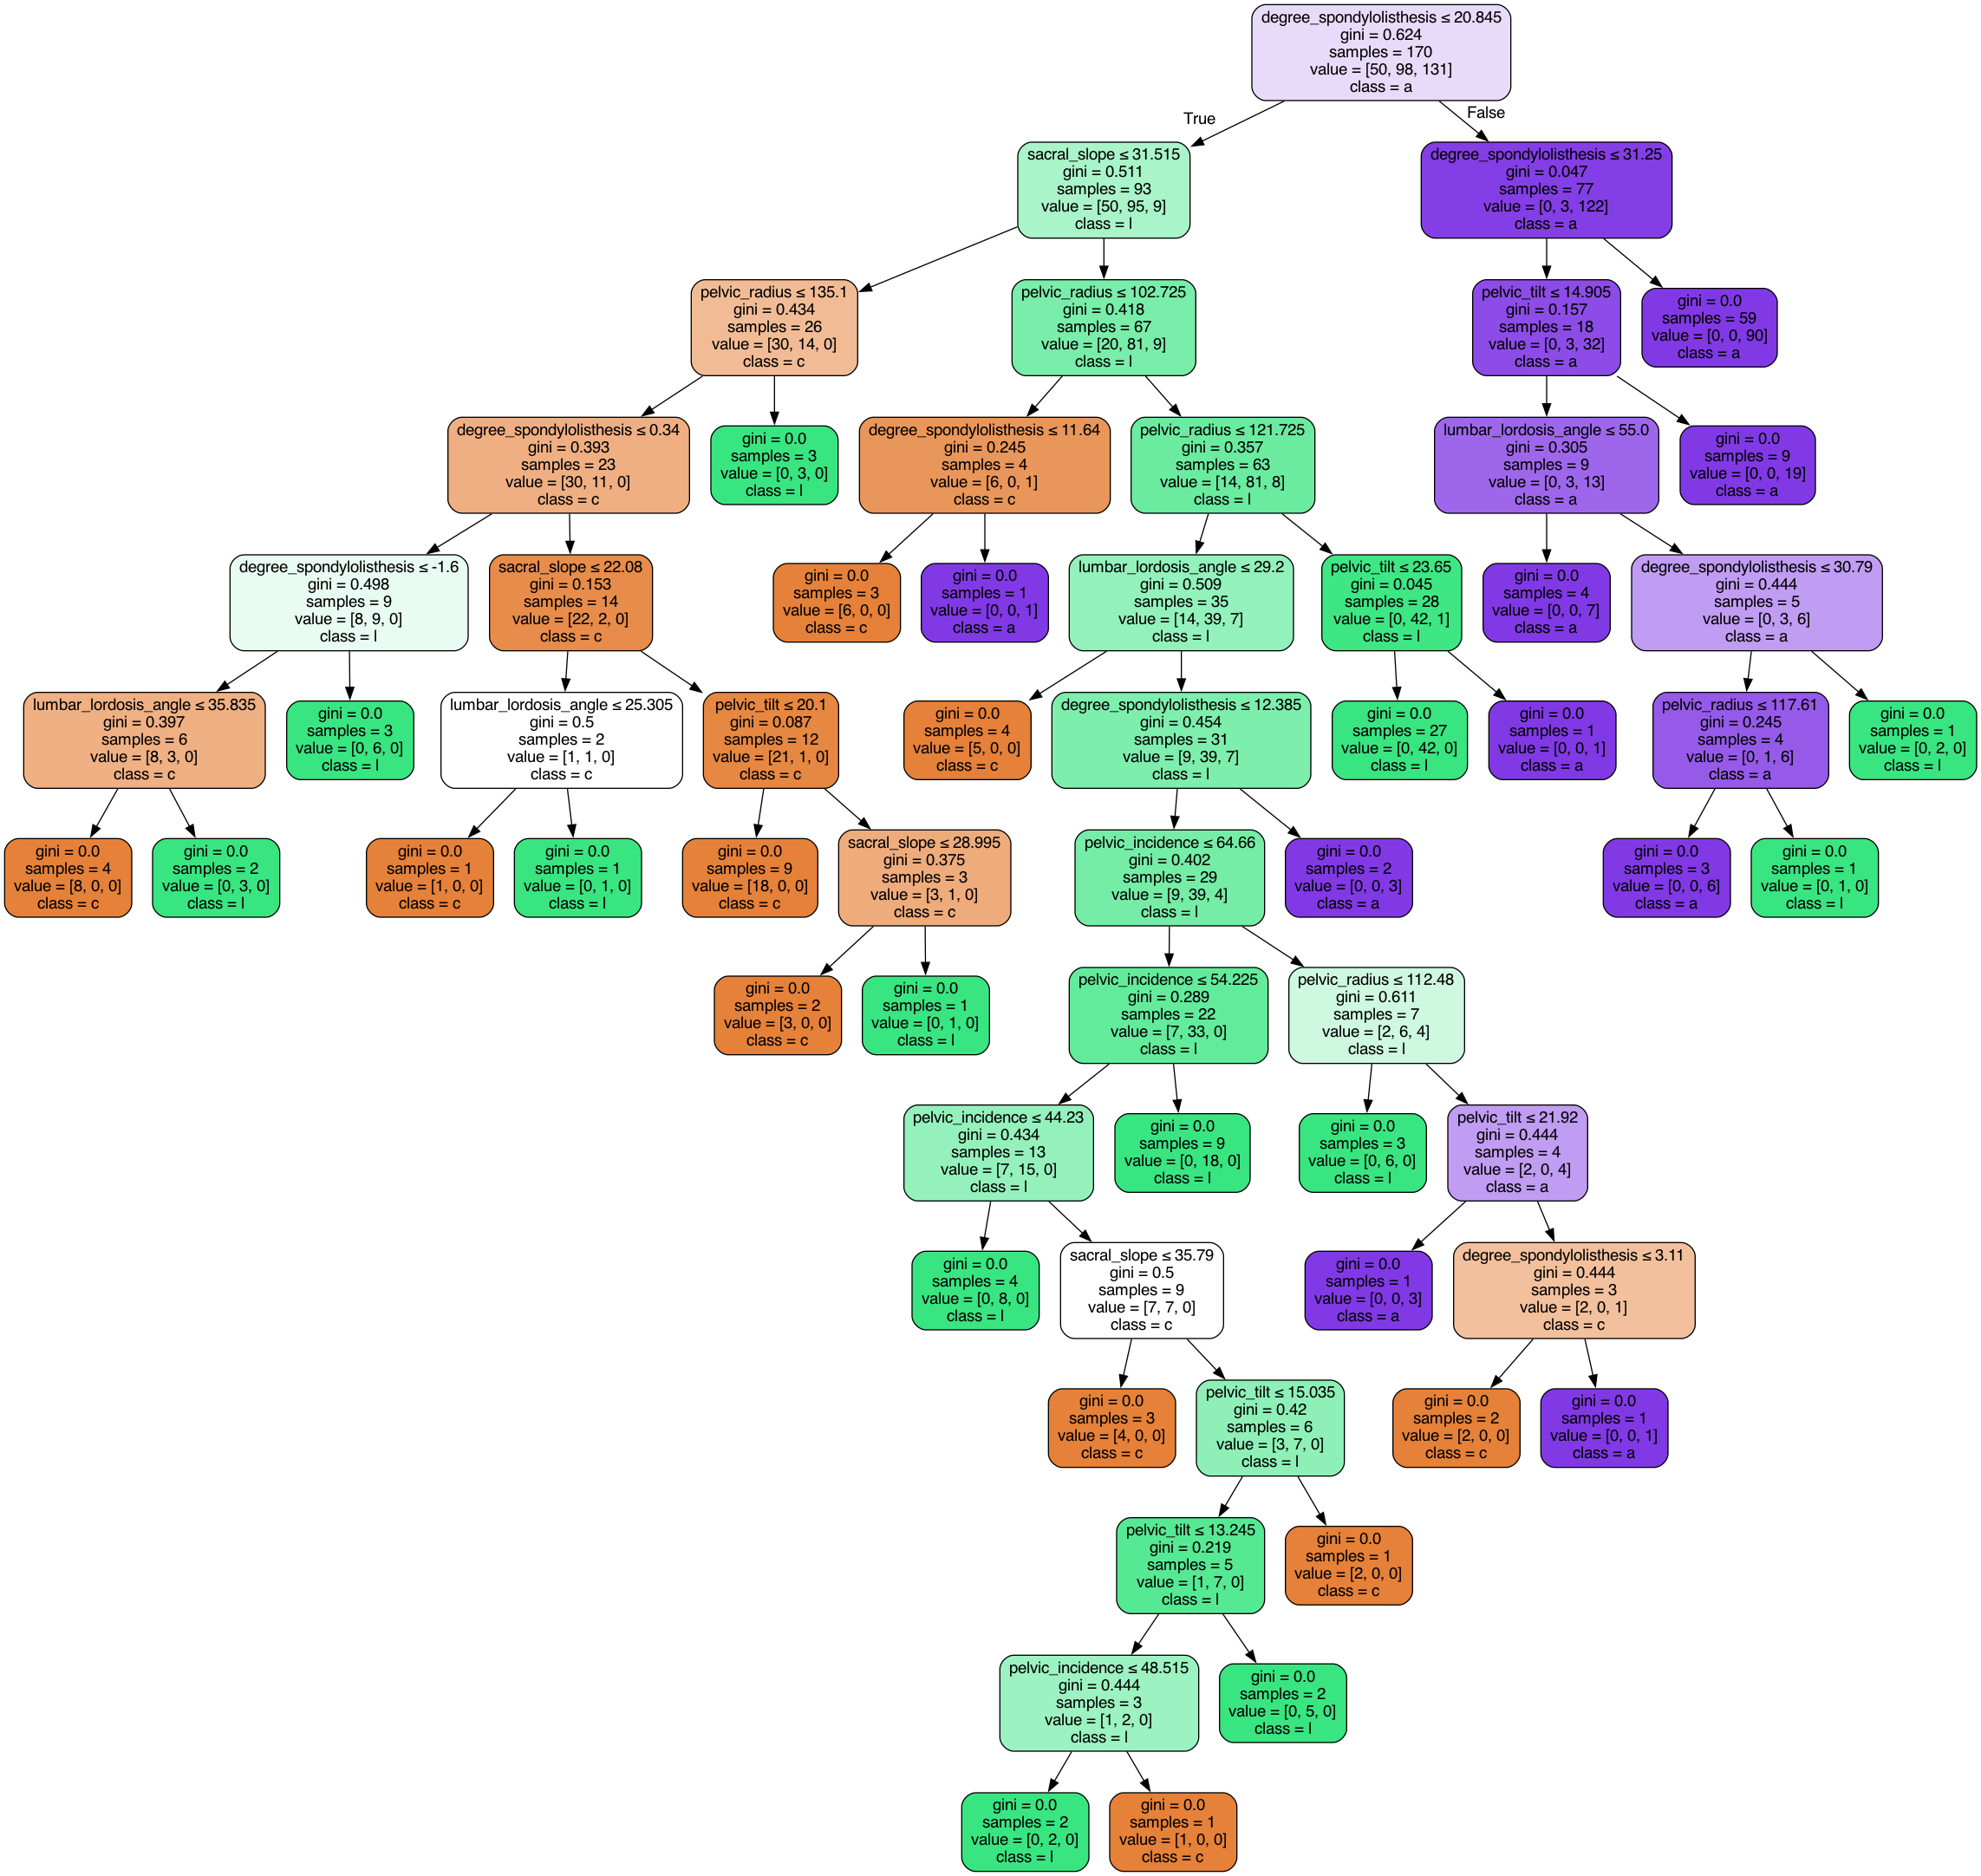 degree_spondylolisthesis ≤ 20.845
gini = 0.624
samples = 170
value = [50, 98, 131]
class = a
True
False
sacral_slope ≤ 31.515
gini = 0.511
samples = 93
value = [50, 95, 9]
class = l
degree_spondylolisthesis ≤ 31.25
gini = 0.047
samples = 77
value = [0, 3, 122]
class = a
pelvic_radius ≤ 135.1
gini = 0.434
samples = 26
value = [30, 14, 0]
class = c
pelvic_radius ≤ 102.725
gini = 0.418
samples = 67
value = [20, 81, 9]
class = l
pelvic_tilt ≤ 14.905
gini = 0.157
samples = 18
value = [0, 3, 32]
class = a
gini = 0.0
samples = 59
value = [0, 0, 90]
class = a
degree_spondylolisthesis ≤ 0.34
gini = 0.393
samples = 23
value = [30, 11, 0]
class = c
gini = 0.0
samples = 3
value = [0, 3, 0]
class = l
degree_spondylolisthesis ≤ 11.64
gini = 0.245
samples = 4
value = [6, 0, 1]
class = c
pelvic_radius ≤ 121.725
gini = 0.357
samples = 63
value = [14, 81, 8]
class = l
lumbar_lordosis_angle ≤ 55.0
gini = 0.305
samples = 9
value = [0, 3, 13]
class = a
gini = 0.0
samples = 9
value = [0, 0, 19]
class = a
degree_spondylolisthesis ≤ -1.6
gini = 0.498
samples = 9
value = [8, 9, 0]
class = l
sacral_slope ≤ 22.08
gini = 0.153
samples = 14
value = [22, 2, 0]
class = c
gini = 0.0
samples = 3
value = [6, 0, 0]
class = c
gini = 0.0
samples = 1
value = [0, 0, 1]
class = a
lumbar_lordosis_angle ≤ 29.2
gini = 0.509
samples = 35
value = [14, 39, 7]
class = l
pelvic_tilt ≤ 23.65
gini = 0.045
samples = 28
value = [0, 42, 1]
class = l
gini = 0.0
samples = 4
value = [0, 0, 7]
class = a
degree_spondylolisthesis ≤ 30.79
gini = 0.444
samples = 5
value = [0, 3, 6]
class = a
lumbar_lordosis_angle ≤ 35.835
gini = 0.397
samples = 6
value = [8, 3, 0]
class = c
gini = 0.0
samples = 3
value = [0, 6, 0]
class = l
lumbar_lordosis_angle ≤ 25.305
gini = 0.5
samples = 2
value = [1, 1, 0]
class = c
pelvic_tilt ≤ 20.1
gini = 0.087
samples = 12
value = [21, 1, 0]
class = c
gini = 0.0
samples = 4
value = [5, 0, 0]
class = c
degree_spondylolisthesis ≤ 12.385
gini = 0.454
samples = 31
value = [9, 39, 7]
class = l
gini = 0.0
samples = 27
value = [0, 42, 0]
class = l
gini = 0.0
samples = 1
value = [0, 0, 1]
class = a
pelvic_radius ≤ 117.61
gini = 0.245
samples = 4
value = [0, 1, 6]
class = a
gini = 0.0
samples = 1
value = [0, 2, 0]
class = l
gini = 0.0
samples = 4
value = [8, 0, 0]
class = c
gini = 0.0
samples = 2
value = [0, 3, 0]
class = l
gini = 0.0
samples = 1
value = [1, 0, 0]
class = c
gini = 0.0
samples = 1
value = [0, 1, 0]
class = l
gini = 0.0
samples = 9
value = [18, 0, 0]
class = c
sacral_slope ≤ 28.995
gini = 0.375
samples = 3
value = [3, 1, 0]
class = c
pelvic_incidence ≤ 64.66
gini = 0.402
samples = 29
value = [9, 39, 4]
class = l
gini = 0.0
samples = 2
value = [0, 0, 3]
class = a
gini = 0.0
samples = 3
value = [0, 0, 6]
class = a
gini = 0.0
samples = 1
value = [0, 1, 0]
class = l
gini = 0.0
samples = 2
value = [3, 0, 0]
class = c
gini = 0.0
samples = 1
value = [0, 1, 0]
class = l
pelvic_incidence ≤ 54.225
gini = 0.289
samples = 22
value = [7, 33, 0]
class = l
pelvic_radius ≤ 112.48
gini = 0.611
samples = 7
value = [2, 6, 4]
class = l
pelvic_incidence ≤ 44.23
gini = 0.434
samples = 13
value = [7, 15, 0]
class = l
gini = 0.0
samples = 9
value = [0, 18, 0]
class = l
gini = 0.0
samples = 3
value = [0, 6, 0]
class = l
pelvic_tilt ≤ 21.92
gini = 0.444
samples = 4
value = [2, 0, 4]
class = a
gini = 0.0
samples = 4
value = [0, 8, 0]
class = l
sacral_slope ≤ 35.79
gini = 0.5
samples = 9
value = [7, 7, 0]
class = c
gini = 0.0
samples = 1
value = [0, 0, 3]
class = a
degree_spondylolisthesis ≤ 3.11
gini = 0.444
samples = 3
value = [2, 0, 1]
class = c
gini = 0.0
samples = 3
value = [4, 0, 0]
class = c
pelvic_tilt ≤ 15.035
gini = 0.42
samples = 6
value = [3, 7, 0]
class = l
gini = 0.0
samples = 2
value = [2, 0, 0]
class = c
gini = 0.0
samples = 1
value = [0, 0, 1]
class = a
pelvic_tilt ≤ 13.245
gini = 0.219
samples = 5
value = [1, 7, 0]
class = l
gini = 0.0
samples = 1
value = [2, 0, 0]
class = c
pelvic_incidence ≤ 48.515
gini = 0.444
samples = 3
value = [1, 2, 0]
class = l
gini = 0.0
samples = 2
value = [0, 5, 0]
class = l
gini = 0.0
samples = 2
value = [0, 2, 0]
class = l
gini = 0.0
samples = 1
value = [1, 0, 0]
class = c